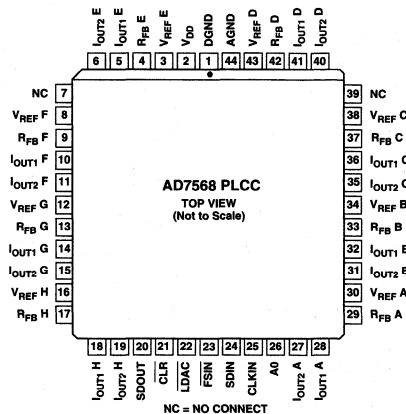 IOUT2 E
IOUT1 E
RFB E
VREF E
VDD
DGND
AGND
VREF D
RFB D
IOUT1 D
IOUT2 D
6 5 4 3 2 1 44 43 42 41 40
NC 7
VREF F 8
RFB F 9
IOUT1 F 10
IOUT2 F 11
VREF G 12
RFB G 13
IOUT1 G 14
IOUT2 G 15
VREF H 16
RFB H 17
AD7568 PLCC
TOP VIEW
(Not to Scale)
39 NC
38 VREF C
37 RFB C
36 IOUT1 C
35 IOUT2 C
34 VREF B
33 RFB B
32 IOUT1 B
31 IOUT2 B
30 VREF A
29 RFB A
18 19 20 21 22 23 24 25 26 27 28
IOUT1 H
IOUT2 H
SDOUT
CLR
LDAC
FSIN
SDIN
CLKIN
A0
IOUT2 A
IOUT1 A
NC = NO CONNECT